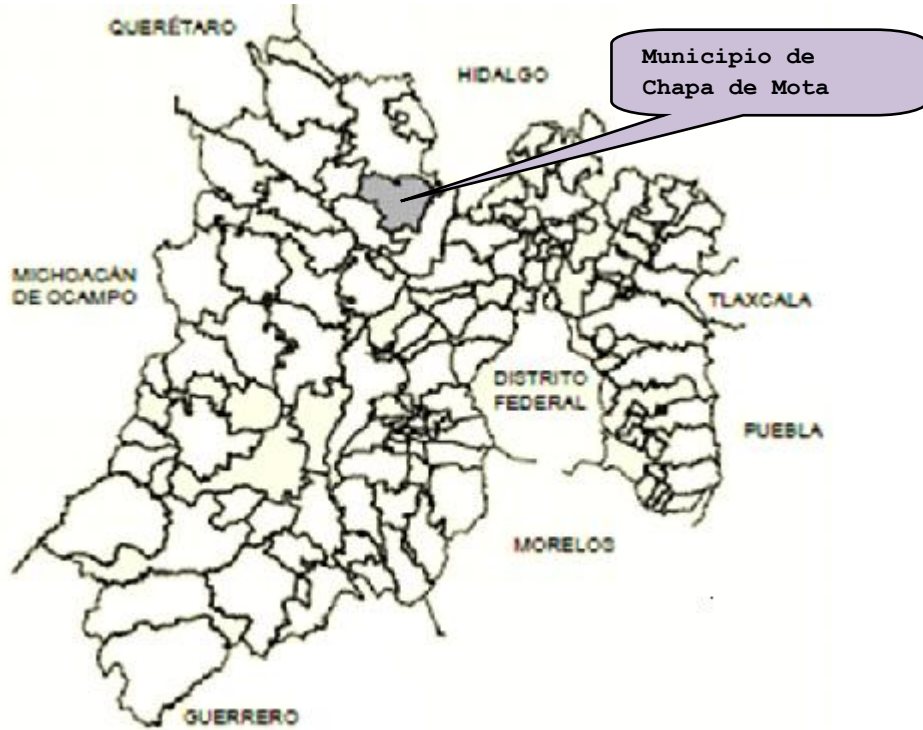 QUERÉTARO
Municipio de
Chapa de Mota
HIDALGO
MICHOACÁN
DE OCAMPO
TLAXCALA
DISTRITO
FEDERAL
PUEBLA
MORELOS
GUERRERO